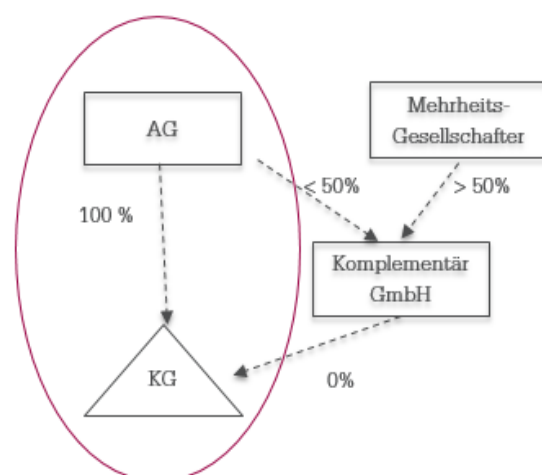 AG
Mehrheits-
Gesellschafter
100 %
< 50%
> 50%
Komplementär
GmbH
KG
0%